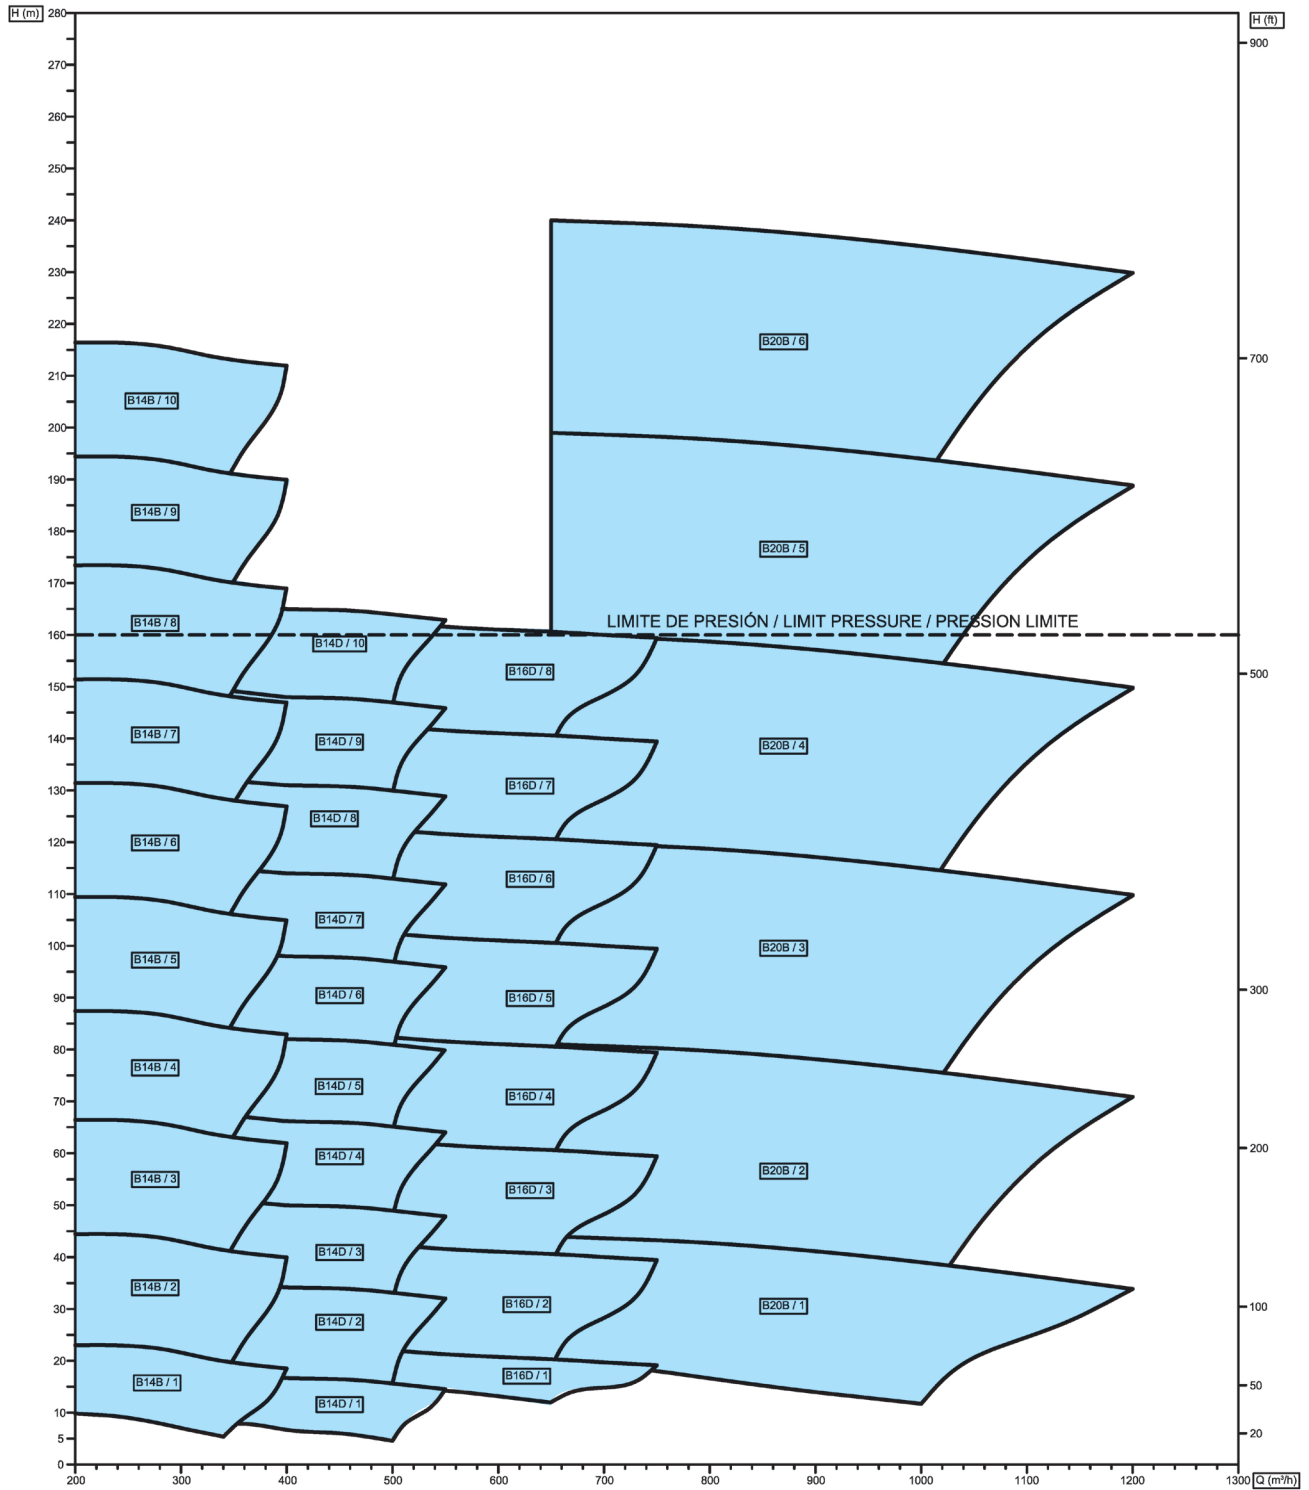 H (m)
280
H (ft)
900
270
260
250
240
230
B20B / 6
220
700
210
B14B / 10
200
190
B14B / 9
180
B20B / 5
170
B14B / 8
LIMITE DE PRESIÓN / LIMIT PRESSURE / PRESSION LIMITE
160
B14D / 10
B16D / 8
500
150
B14B / 7
B14D / 9
B20B / 4
140
B16D / 7
130
B14D / 8
120
B14B / 6
B16D / 6
110
B14D / 7
B20B / 3
100
B14B / 5
B14D / 6
B16D / 5
300
90
80
B14B / 4
B14D / 5
B16D / 4
70
200
60
B14D / 4
B20B / 2
B14B / 3
B16D / 3
50
B14D / 3
40
B14B / 2
B16D / 2
B20B / 1
100
30
B14D / 2
20
B14B / 1
B16D / 1
50
10
B14D / 1
5
20
0
200 300 400 500 600 700 800 900 1000 1100 1200 1300 Q (m³/h)